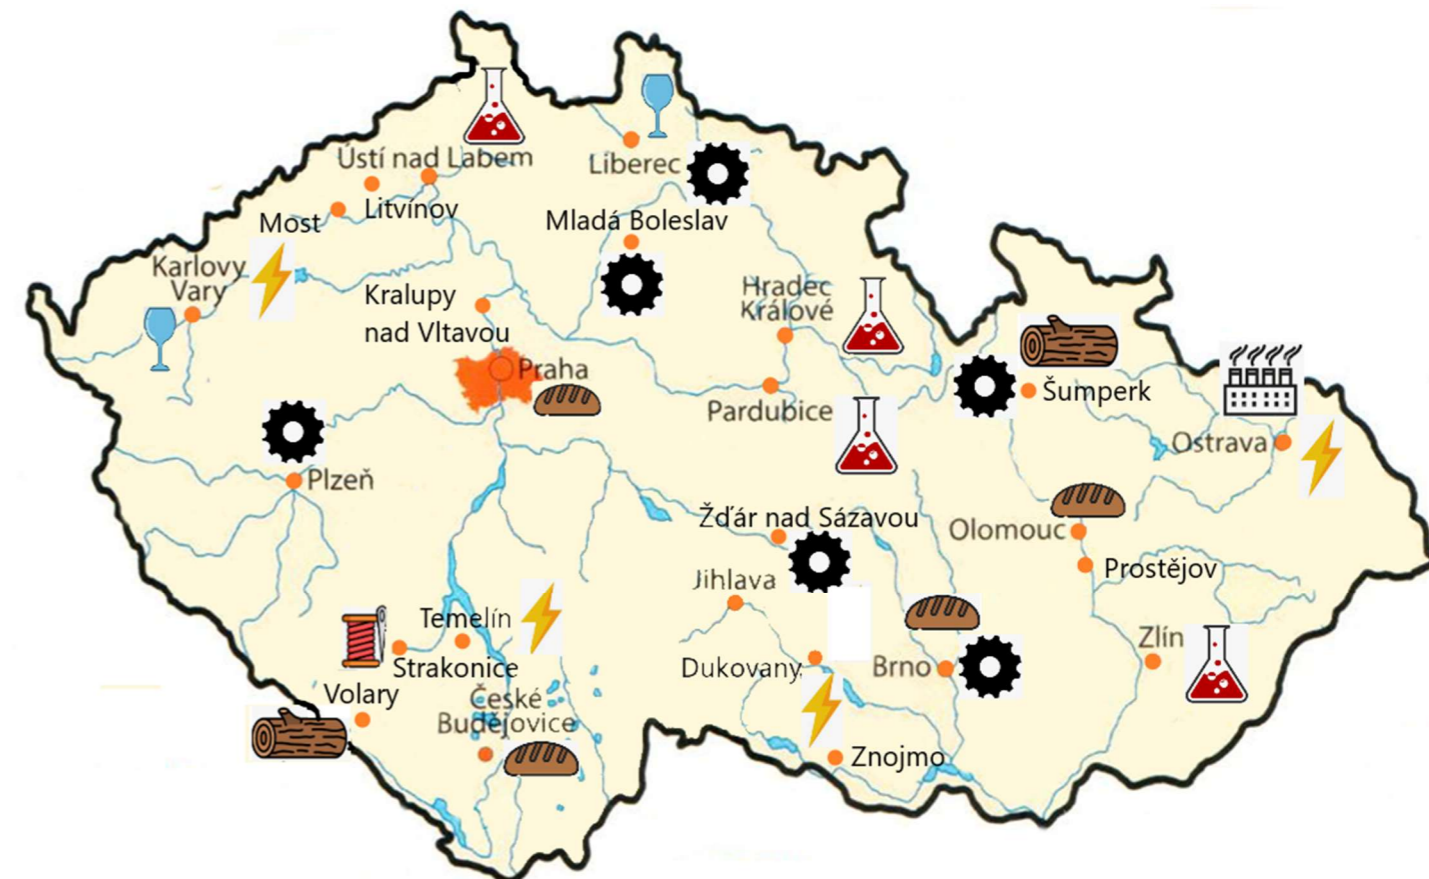 Ústí nad Labem
Liberec
Litvínov
Most
Mladá Boleslav
Karlovy
Vary
Kralupy
nad Vltavou
Hradec
Králové
Praha
Pardubice
Šumperk
Ostrava
Plzeň
Žďár nad Sázavou
Olomouc
Prostějov
Jihlava
Temelín
Strakonice
Dukovany
Brno
Zlín
Volary
České
Budějovice
Znojmo